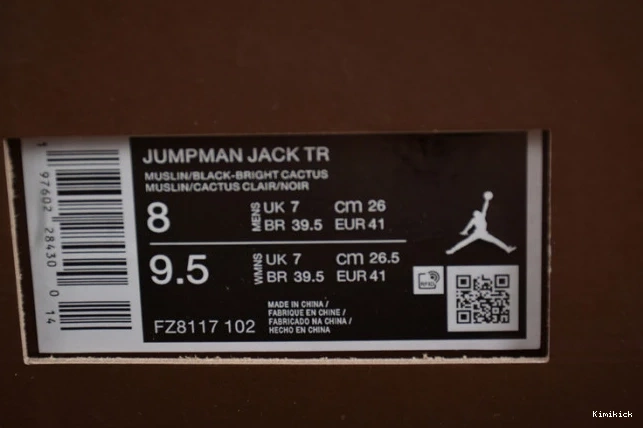 JUMPMAN JACK TR
MUSLIN/BLACK-BRIGHT CACTUS
MUSLIN/CACTUS CLAIR/NOIR
8 MENS UK 7 cm 26
BR 39.5 EUR 41
9.5 WMNS UK 7 cm 26.5
BR 39.5 EUR 41
RFID
MADE IN CHINA /
FABRIQUE EN CHINE /
FABRICADO NA CHINA /
HECHO EN CHINA
FZ8117 102
1 97602 28430 0 14
Kimikick